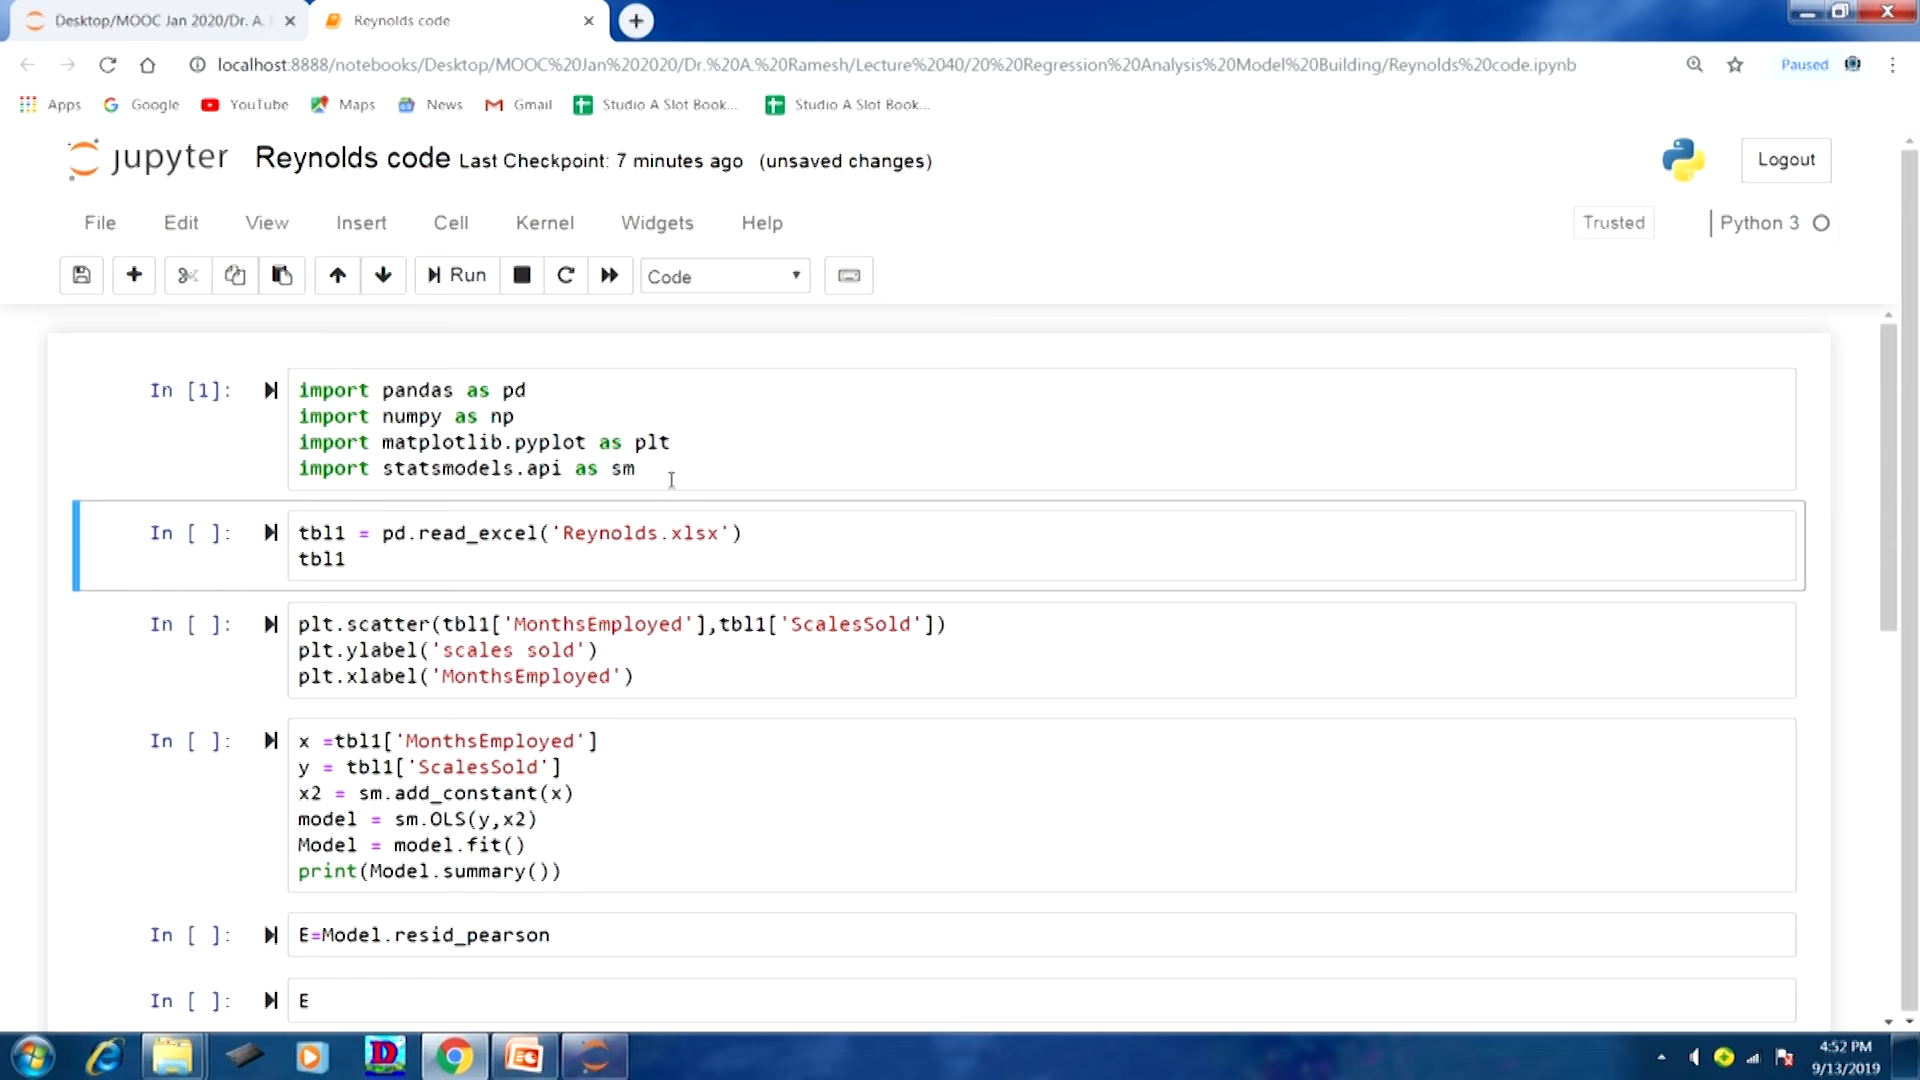 Desktop/MOOC Jan 2020/Dr. A.
Reynolds code
localhost:8888/notebooks/Desktop/MOOC%20Jan%202020/Dr.%20A.%20Ramesh/Lecture%2040/20%20Regression%20Analysis%20Model%20Building/Reynolds%20code.ipynb
Paused
Apps Google YouTube Maps News Gmail Studio A Slot Book... Studio A Slot Book...
jupyter Reynolds code Last Checkpoint: 7 minutes ago (unsaved changes)
Logout
File Edit View Insert Cell Kernel Widgets Help
Trusted Python 3
Run Code
In [1]: import pandas as pd
import numpy as np
import matplotlib.pyplot as plt
import statsmodels.api as sm
In [ ]: tbl1 = pd.read_excel('Reynolds.xlsx')
tbl1
In [ ]: plt.scatter(tbl1['MonthsEmployed'],tbl1['ScalesSold'])
plt.ylabel('scales sold')
plt.xlabel('MonthsEmployed')
In [ ]: x =tbl1['MonthsEmployed']
y = tbl1['ScalesSold']
x2 = sm.add_constant(x)
model = sm.OLS(y,x2)
Model = model.fit()
print(Model.summary())
In [ ]: E=Model.resid_pearson
In [ ]: E
4:52 PM
9/13/2019